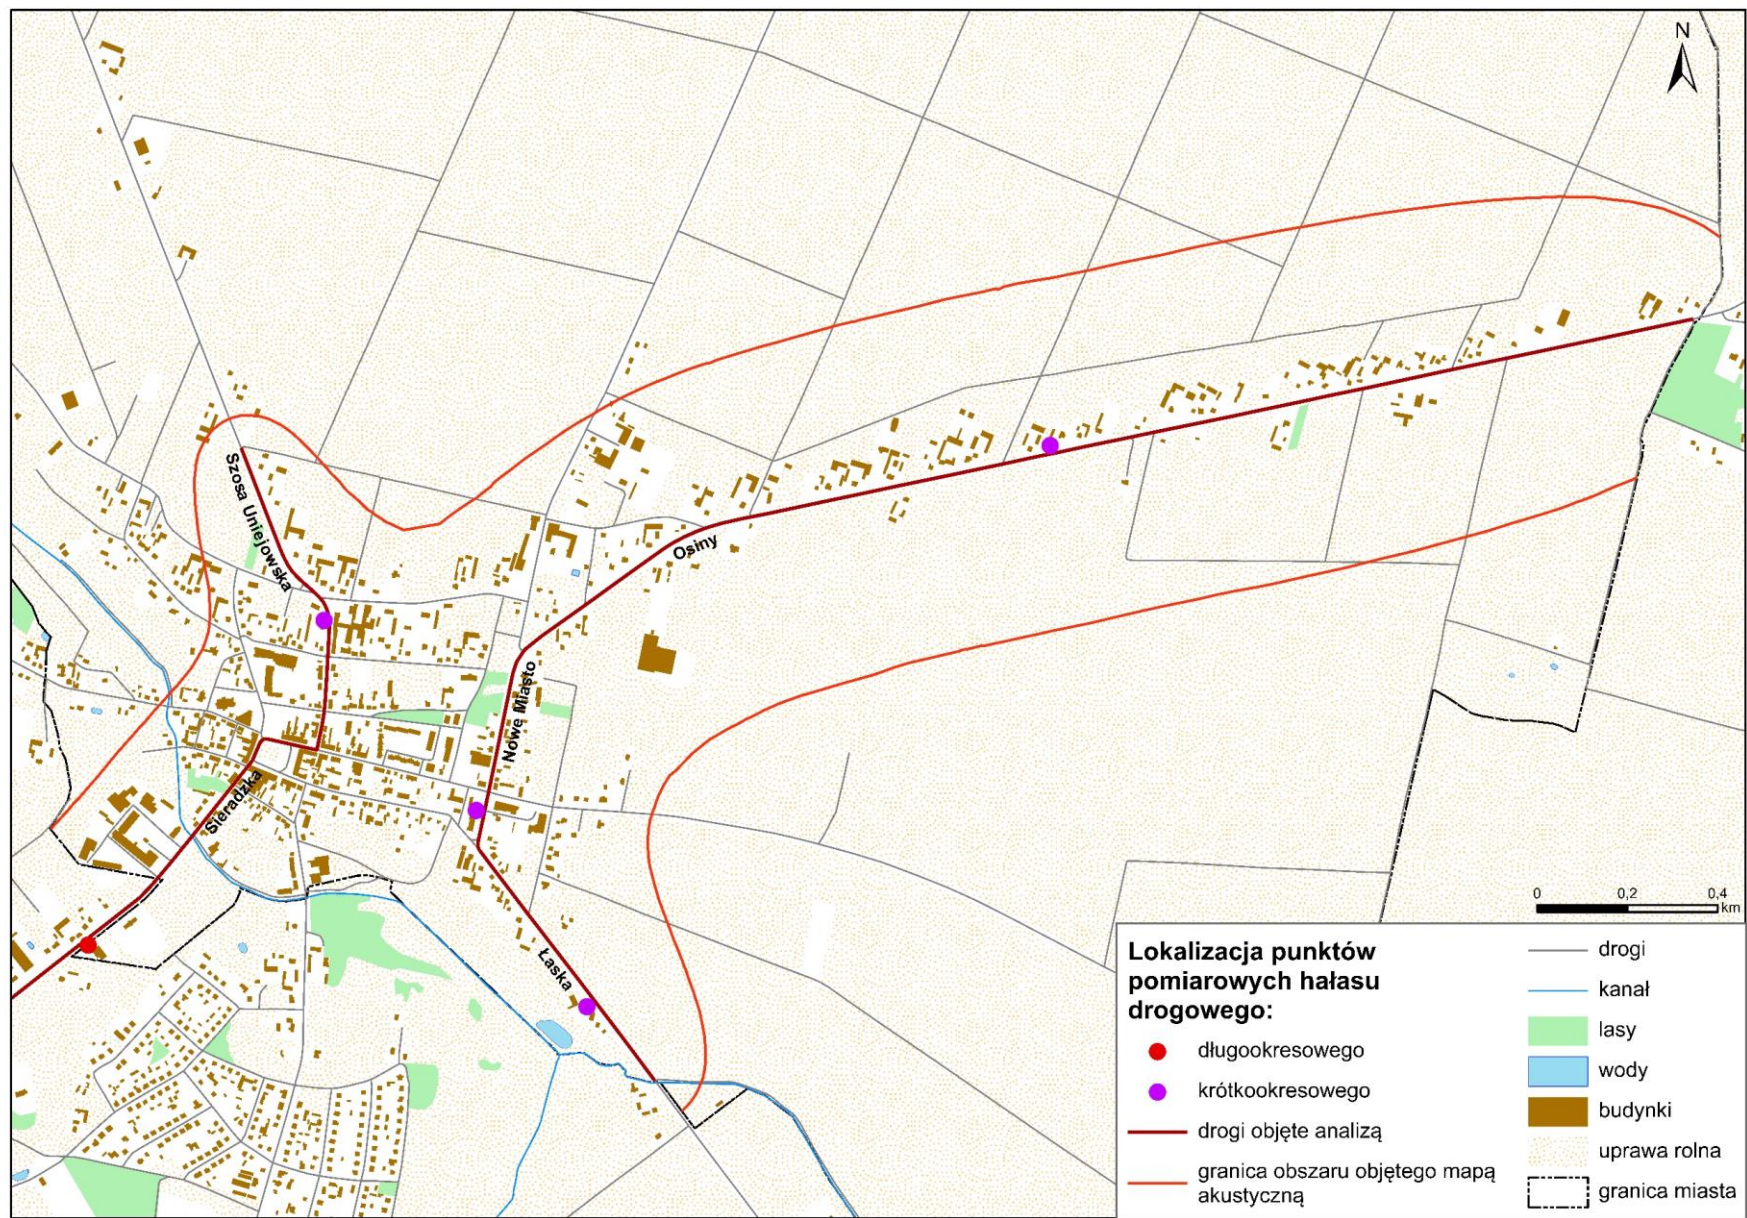 N
Szosa Uniejowska
Osiny
Nowe Miasto
Sieradzka
Łaska
0 0,2 0,4
km
Lokalizacja punktów
pomiarowych hałasu
drogowego:
długookresowego
krótkookresowego
drogi objęte analizą
granica obszaru objętego mapą
akustyczną
drogi
kanał
lasy
wody
budynki
uprawa rolna
granica miasta